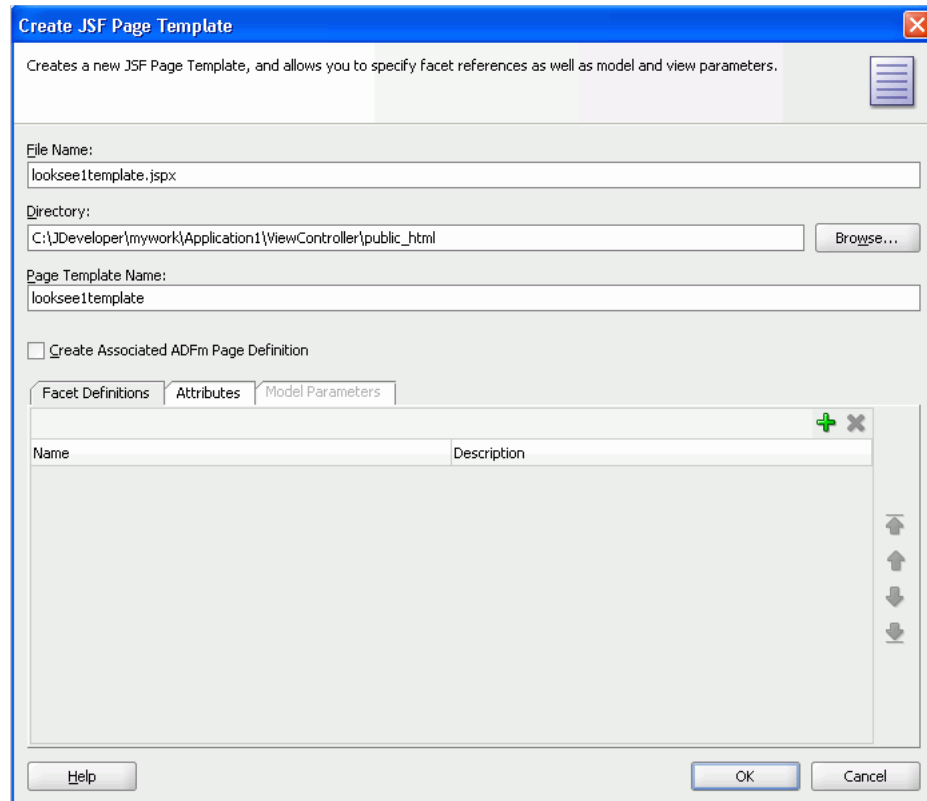 Create JSF Page Template
Creates a new JSF Page Template, and allows you to specify facet references as well as model and view parameters.
File Name:
looksee1template.jspx
Directory:
C:\JDeveloper\mywork\Application1\ViewController\public_html
Browse...
Page Template Name:
looksee1template
Create Associated ADFm Page Definition
Facet Definitions Attributes Model Parameters
Name Description
Help OK Cancel